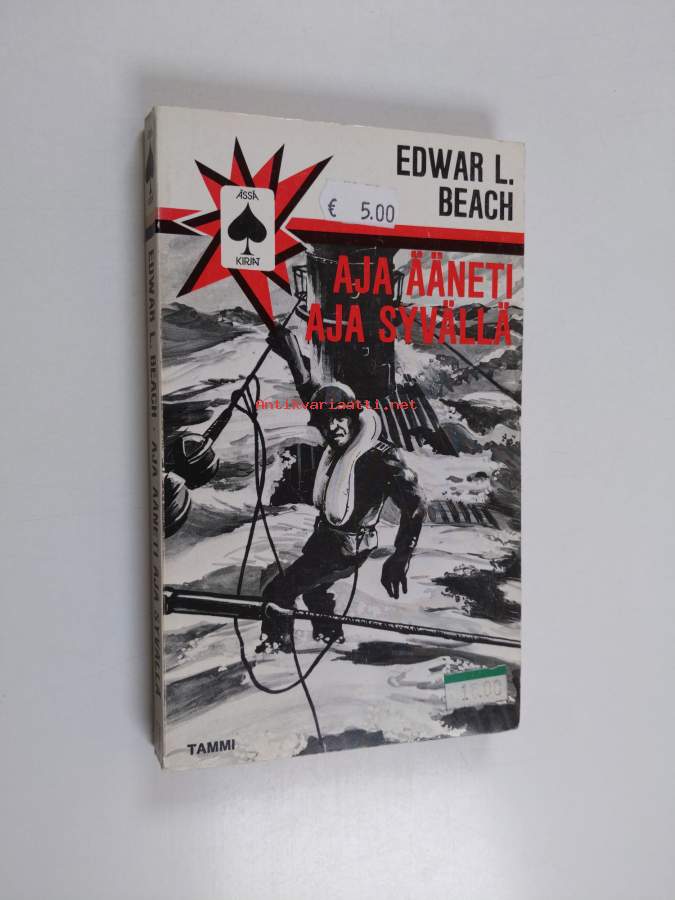 EDWAR L.
BEACH
ÄSSÄ
KIRJAT
€ 5.00
AJA ÄÄNETI
AJA SYVÄLLÄ
Antikvariaatti.net
EDWAR L. BEACH · AJA ÄÄNETI AJA SYVÄLLÄ
TAMMI